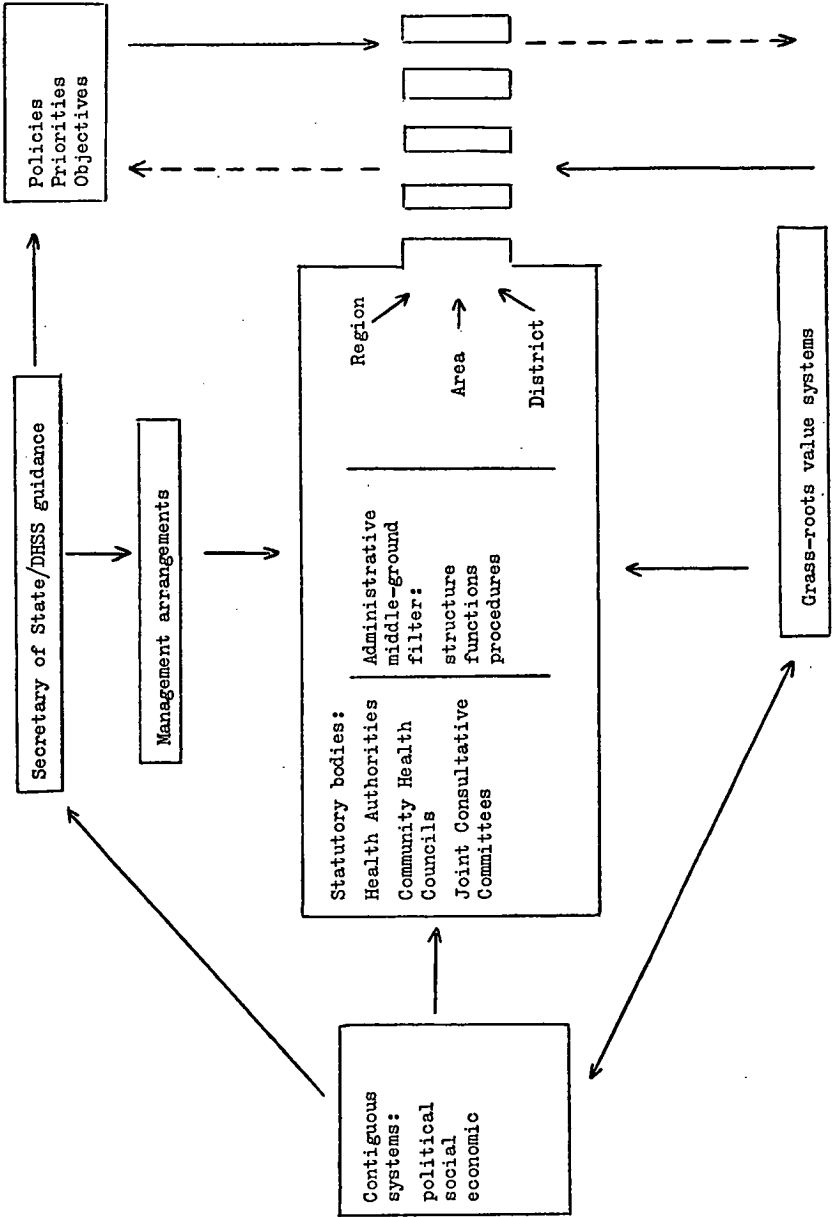 Policies
Priorities
Objectives
Secretary of State/DHSS guidance
Management arrangements
Contiguous
systems:
political
social
economic
Statutory bodies:
Health Authorities
Community Health
Councils
Joint Consultative
Committees
Administrative
middle-ground
filter:
structure
functions
procedures
Region
Area
District
Grass-roots value systems